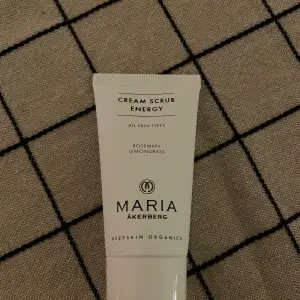 CREAM SCRUB
ENERGY
ALL SKIN TYPES
ROSEMARY
LEMONGRASS
MARIA
ÅKERBERG
DEEPSKIN ORGANICS